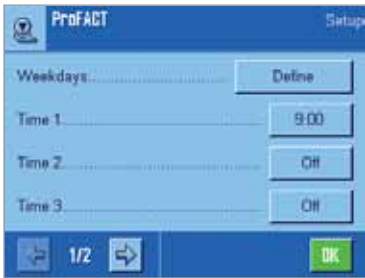 ProFACT Setup
Weekdays Define
Time 1 9:00
Time 2 Off
Time 3 Off
1/2 OK